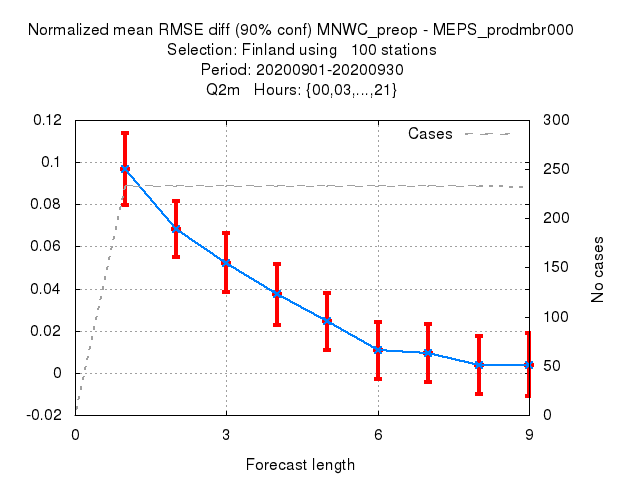 Normalized mean RMSE diff (90% conf) MNWC_preop - MEPS_prodmbr000
Selection: Finland using   100 stations
Period: 20200901-20200930
Q2m   Hours: {00,03,...,21}
Cases
0.12
0.1
0.08
0.06
0.04
0.02
0
-0.02
300
250
200
150
100
50
0
No cases
0
3
6
9
Forecast length